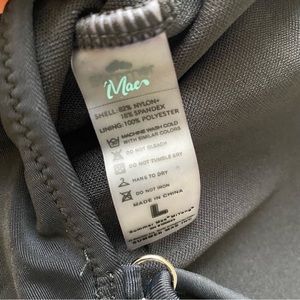 'Mae
SHELL: 82% NYLON+
18% SPANDEX
LINING: 100% POLYESTER
MACHINE WASH COLD
WITH SIMILAR COLORS
DO NOT BLEACH
DO NOT TUMBLE DRY
HANG TO DRY
DO NOT IRON
MADE IN CHINA
L